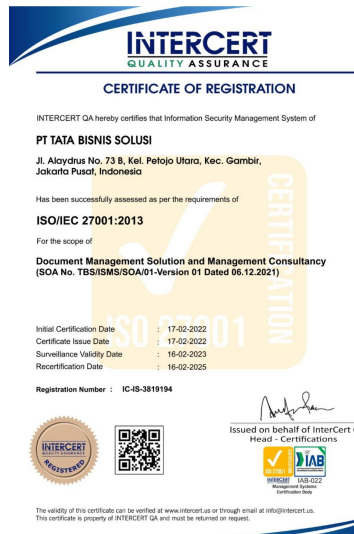 INTERCERT
QUALITY ASSURANCE
CERTIFICATE OF REGISTRATION
INTERCERT QA hereby certifies that Information Security Management System of
PT TATA BISNIS SOLUSI
Jl. Alaydrus No. 73 B, Kel. Petojo Utara, Kec. Gambir,
Jakarta Pusat, Indonesia
Has been successfully assessed as per the requirements of
ISO/IEC 27001:2013
For the scope of
Document Management Solution and Management Consultancy
(SOA No. TBS/ISMS/SOA/01-Version 01 Dated 06.12.2021)
CERTIFICATION
ISO 27001
Initial Certification Date : 17-02-2022
Certificate Issue Date : 17-02-2022
Surveillance Validity Date : 16-02-2023
Recertification Date : 16-02-2025
Registration Number : IC-IS-3819194
Issued on behalf of InterCert
Head - Certifications
INTERCERT
QUALITY ASSURANCE
REGISTERED
INTERCERT
IAB
IAB-022
Management Systems
Certification Body
The validity of this certificate can be verified at www.intercert.us or through email at info@intercert.us.
This certificate is property of INTERCERT QA and must be returned on request.